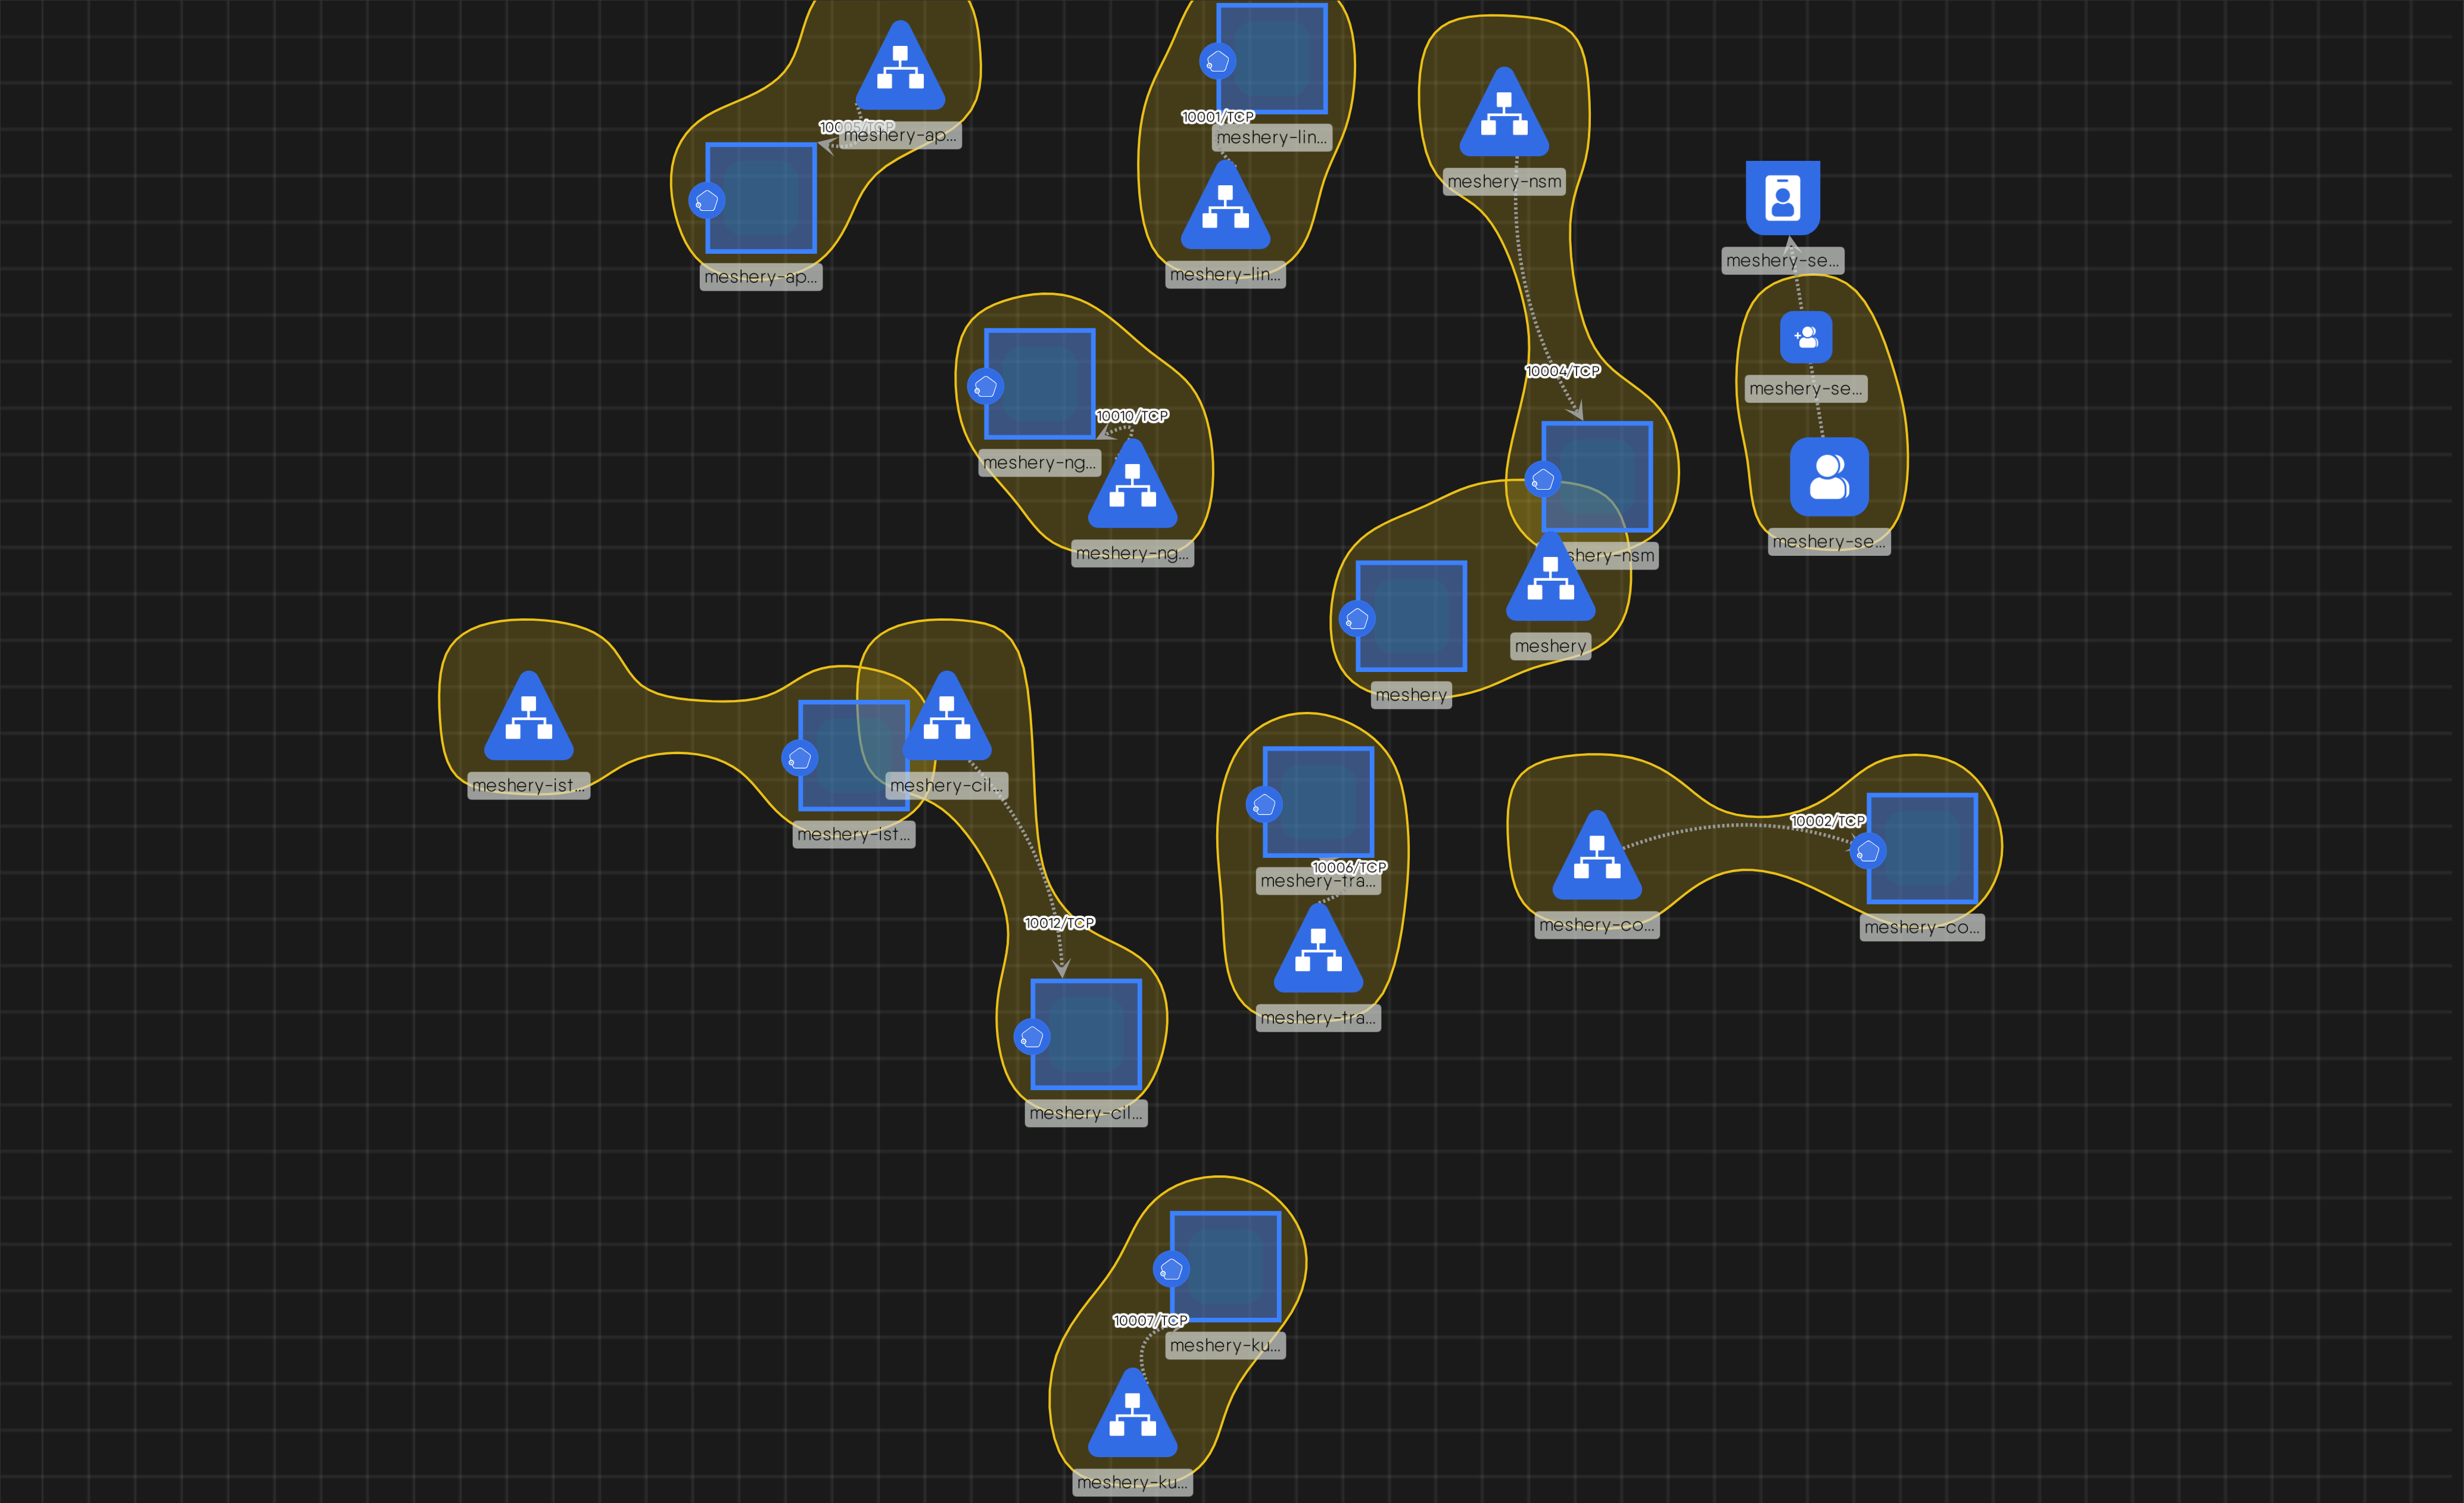 10005/TCP
meshery-ap...
meshery-ap...
10001/TCP
meshery-lin...
meshery-lin...
meshery-nsm
10004/TCP
shery-nsm
meshery-se...
meshery-se...
meshery-se...
meshery-ng...
10010/TCP
meshery-ng...
meshery
meshery
meshery-ist...
meshery-ist...
meshery-cil...
10012/TCP
meshery-cil...
meshery-tra...
10006/TCP
meshery-tra...
meshery-co...
10002/TCP
meshery-co...
10007/TCP
meshery-ku...
meshery-ku...